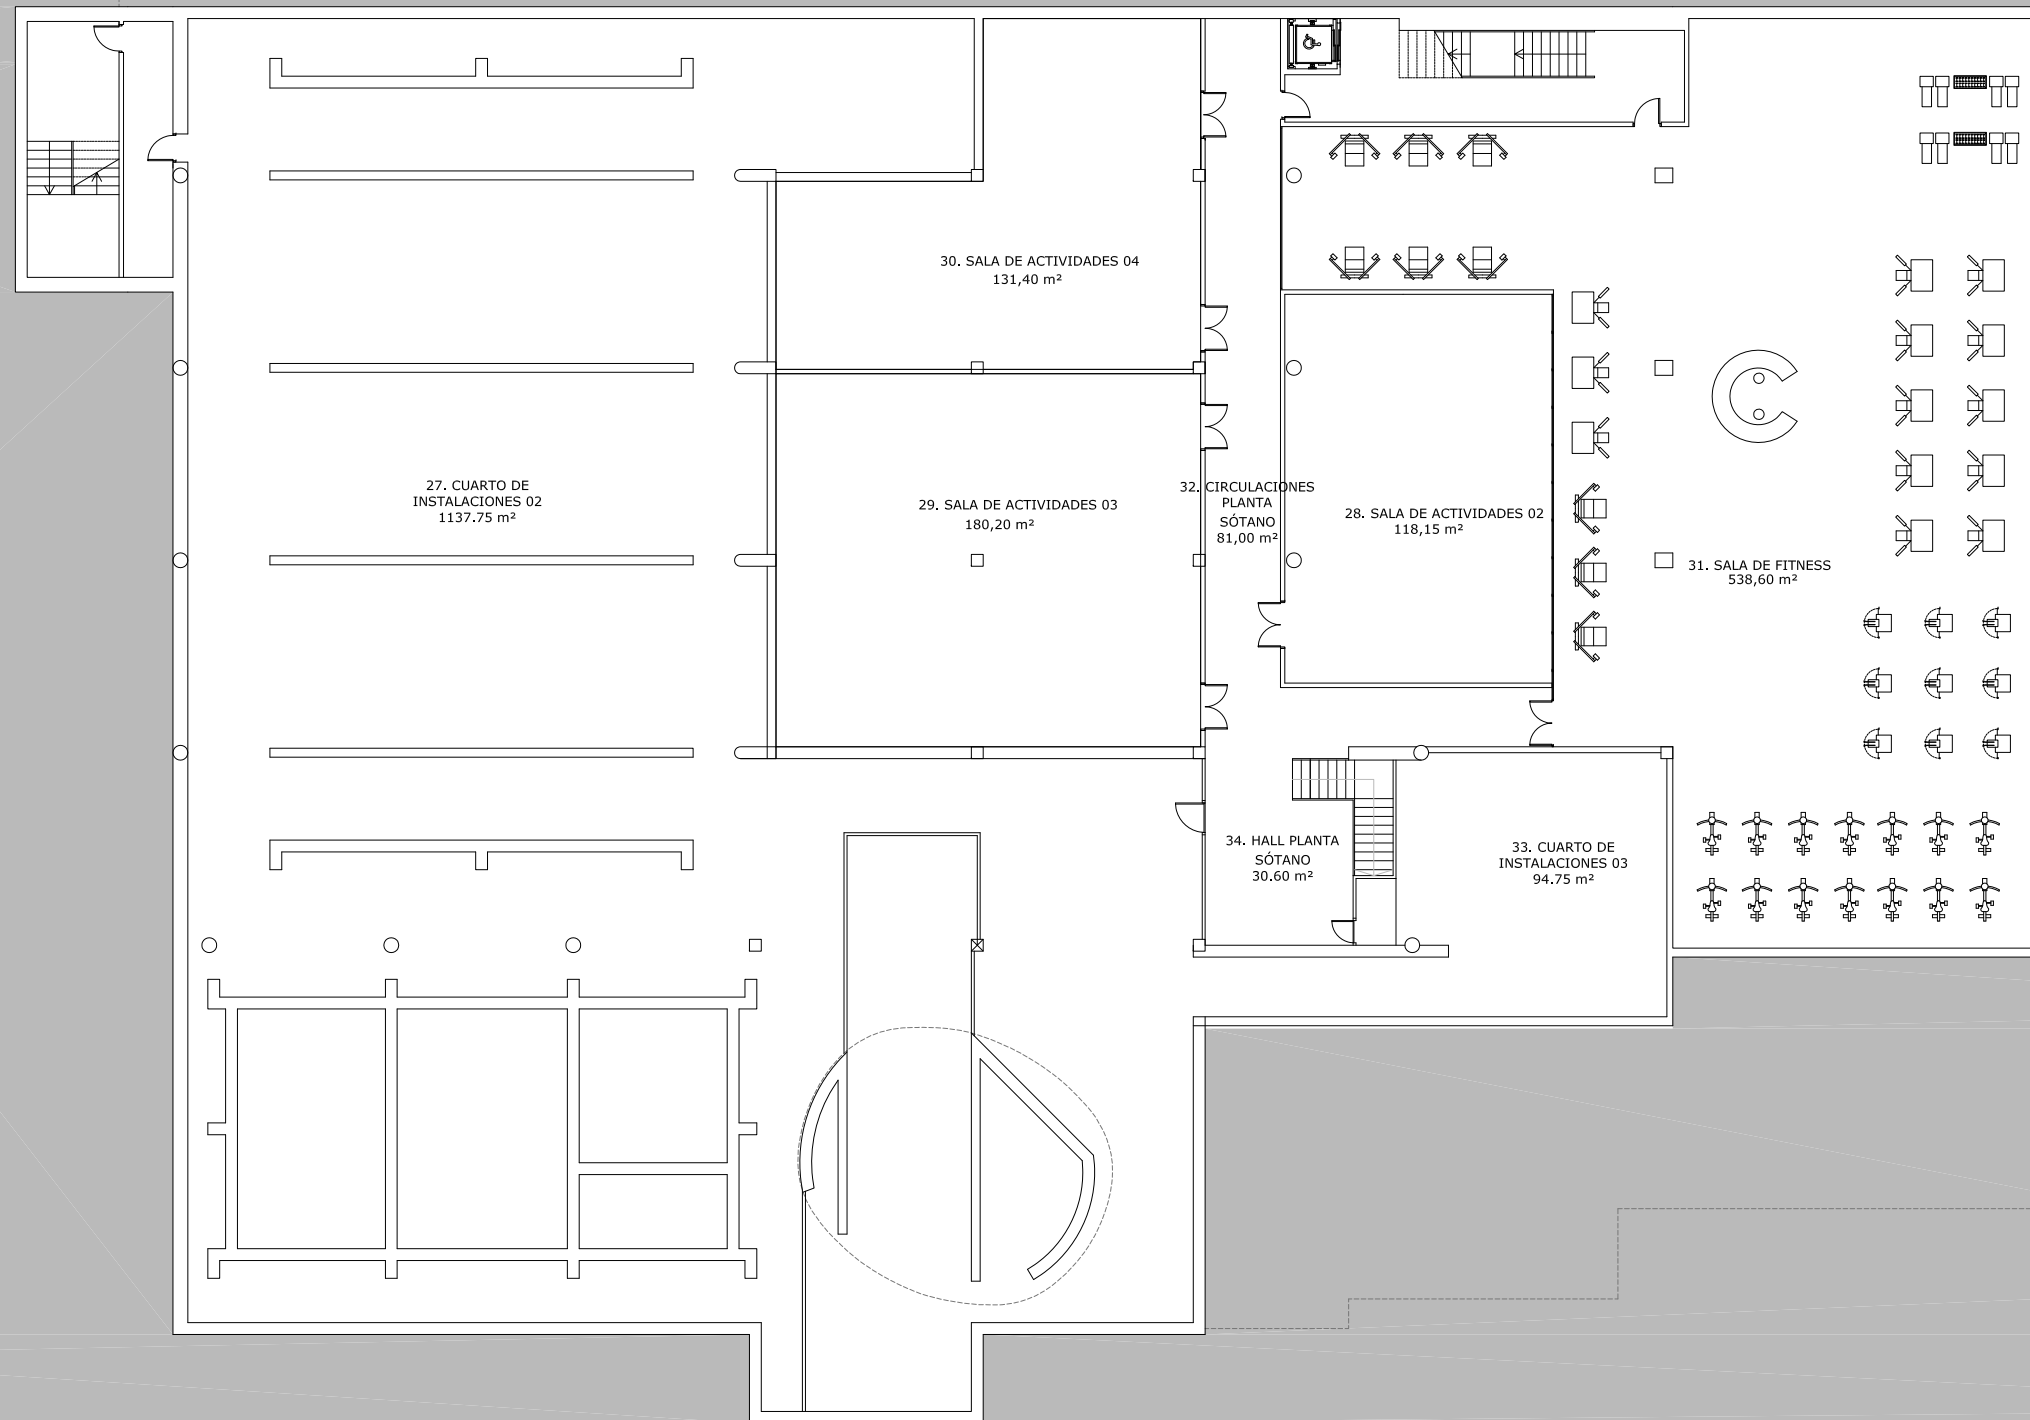 30. SALA DE ACTIVIDADES 04
131,40 m²
27. CUARTO DE
INSTALACIONES 02
1137.75 m²
29. SALA DE ACTIVIDADES 03
180,20 m²
32. CIRCULACIONES
PLANTA
SÓTANO
81,00 m²
28. SALA DE ACTIVIDADES 02
118,15 m²
31. SALA DE FITNESS
538,60 m²
34. HALL PLANTA
SÓTANO
30.60 m²
33. CUARTO DE
INSTALACIONES 03
94.75 m²